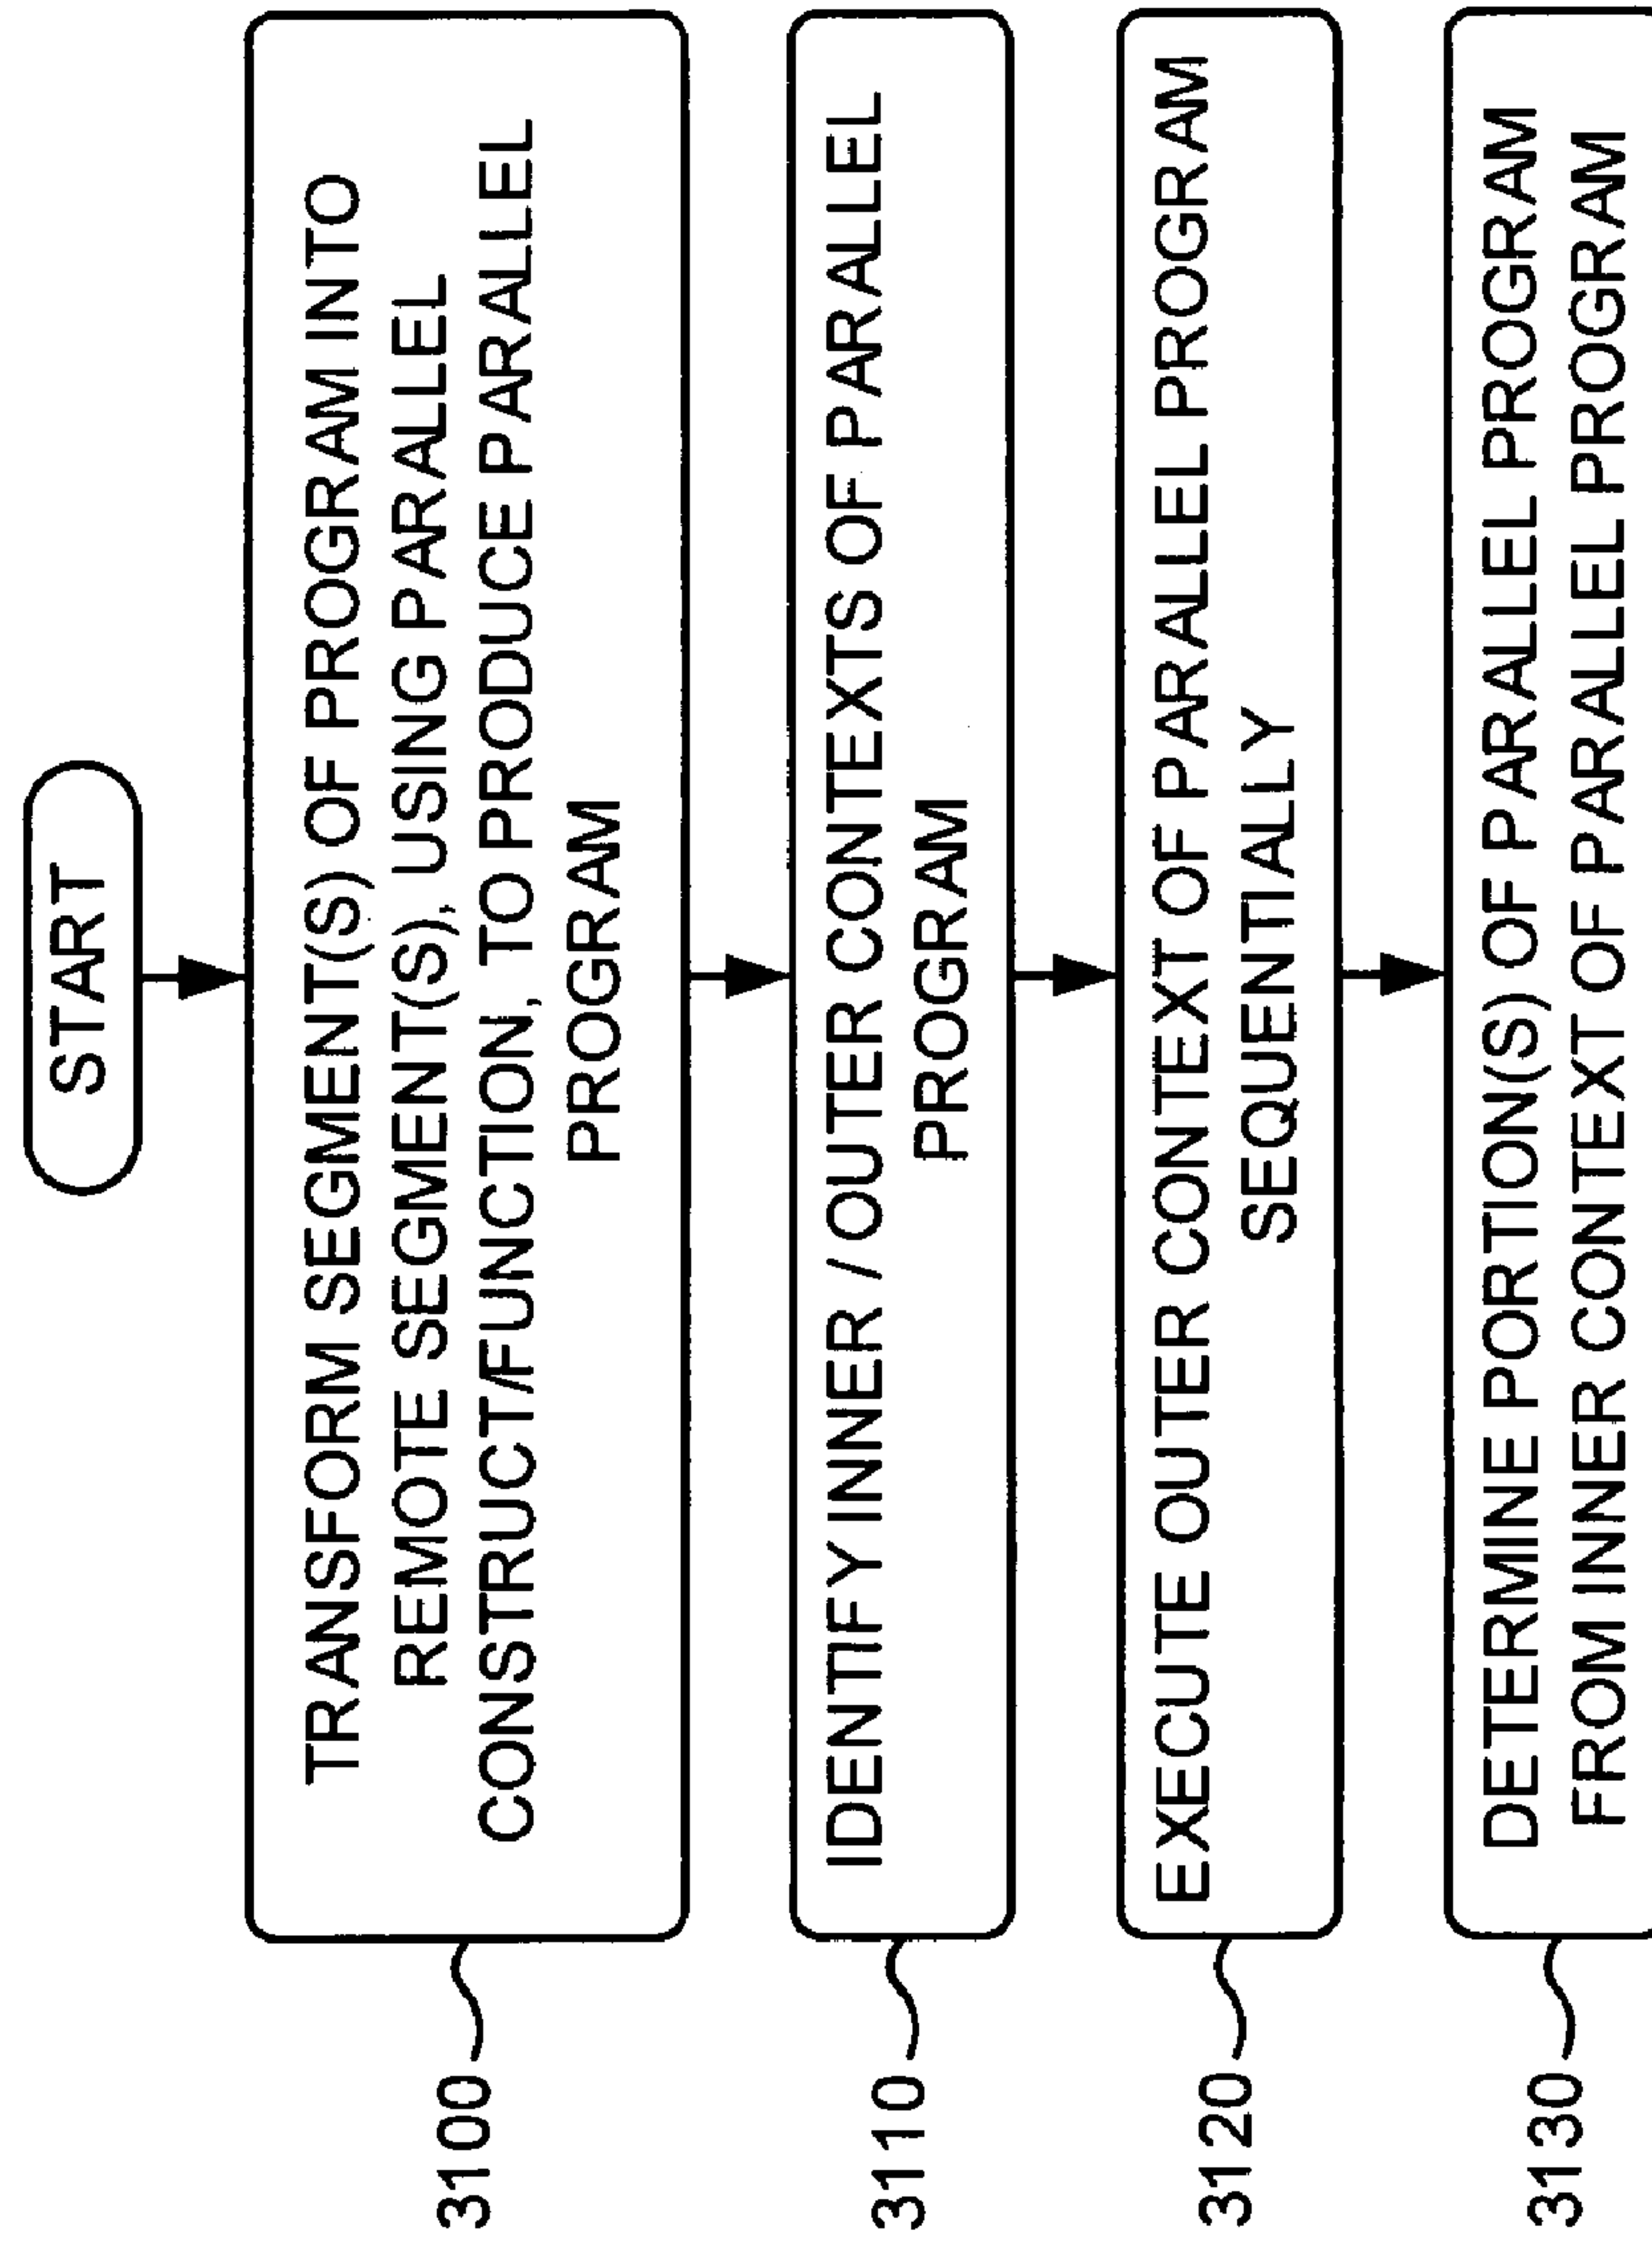 START
TRANSFORM SEGMENT(S) OF PROGRAM INTO
REMOTE SEGMENT(S), USING PARALLEL
CONSTRUCT/FUNCTION, TO PRODUCE PARALLEL
PROGRAM
3100
IDENTIFY INNER / OUTER CONTEXTS OF PARALLEL
PROGRAM
3110
EXECUTE OUTER CONTEXT OF PARALLEL PROGRAM
SEQUENTIALLY
3120
DETERMINE PORTION(S) OF PARALLEL PROGRAM
FROM INNER CONTEXT OF PARALLEL PROGRAM
3130